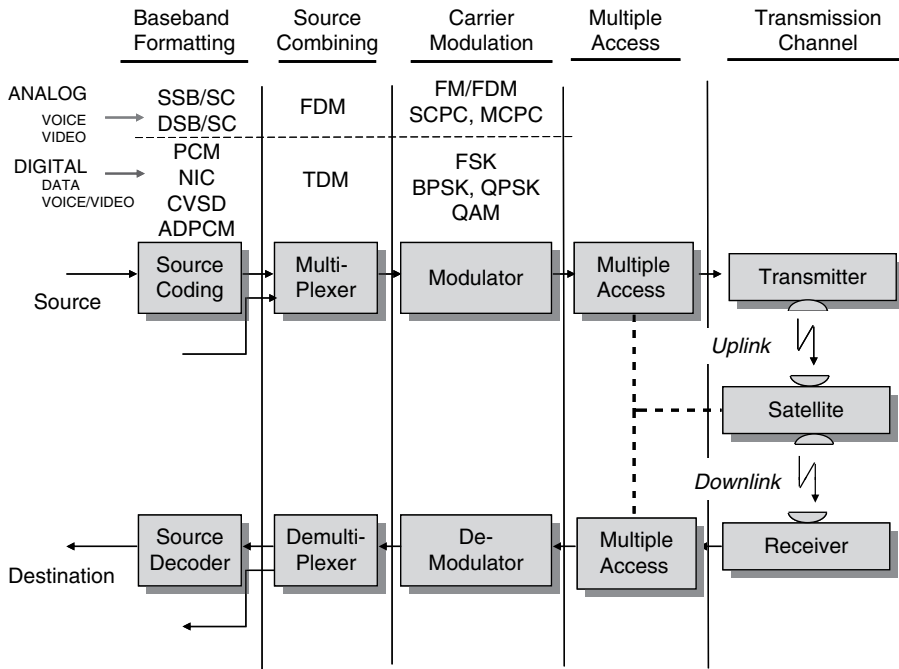 Baseband
Formatting
Source
Combining
Carrier
Modulation
Multiple
Access
Transmission
Channel
ANALOG
VOICE
VIDEO
SSB/SC
DSB/SC
FDM
FM/FDM
SCPC, MCPC
DIGITAL
DATA
VOICE/VIDEO
PCM
NIC
CVSD
ADPCM
TDM
FSK
BPSK, QPSK
QAM
Source
Source
Coding
Multi-
Plexer
Modulator
Multiple
Access
Transmitter
Uplink
Satellite
Downlink
Destination
Source
Decoder
Demulti-
Plexer
De-
Modulator
Multiple
Access
Receiver